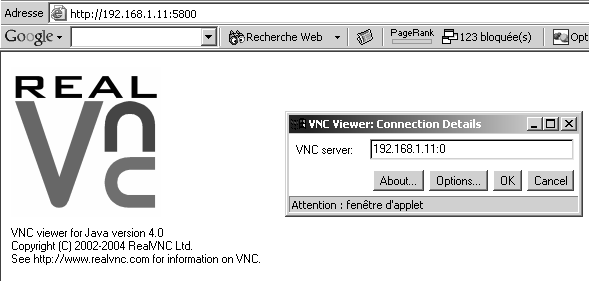 Adresse http://192.168.1.11:5800
Google Recherche Web PageRank 123 bloquée(s) Opt
REAL
VNC
VNC Viewer: Connection Details
VNC server: 192.168.1.11:0
About... Options... OK Cancel
Attention : fenêtre d'applet
VNC viewer for Java version 4.0
Copyright (C) 2002-2004 RealVNC Ltd.
See http://www.realvnc.com for information on VNC.